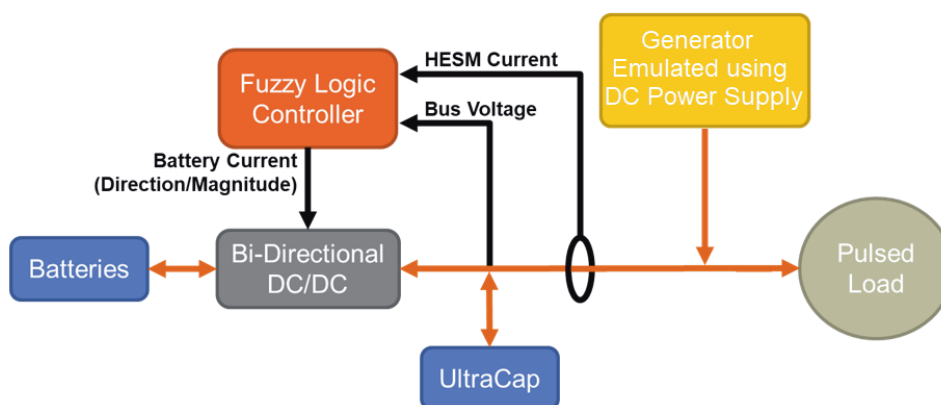 Fuzzy Logic
Controller
HESM Current
Bus Voltage
Generator
Emulated using
DC Power Supply
Battery Current
(Direction/Magnitude)
Batteries
Bi-Directional
DC/DC
Pulsed
Load
UltraCap